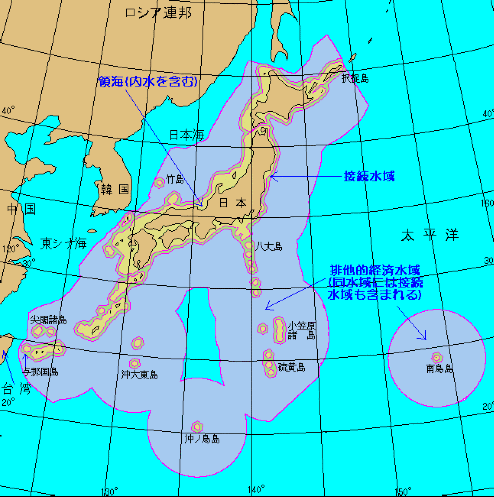 ロシア連邦
択捉島
領海(内水を含む)
40°
40°
日本海
竹島
接続水域
韓国
日本
中国
太平洋
東シナ海
八丈島
120°
30°
排他的経済水域
(同水域には接続
水域も含まれる)
尖閣諸島
小笠原
諸島
与那国島
沖大東島
硫黄島
南鳥島
台湾
20°
20°
沖ノ鳥島
130°
140°
150°